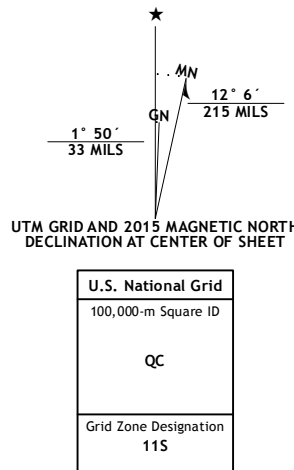 ★
MN
GN
12° 6´
215 MILS
1° 50´
33 MILS
UTM GRID AND 2015 MAGNETIC NORTH
DECLINATION AT CENTER OF SHEET
U.S. National Grid
100,000-m Square ID
QC
Grid Zone Designation
11S